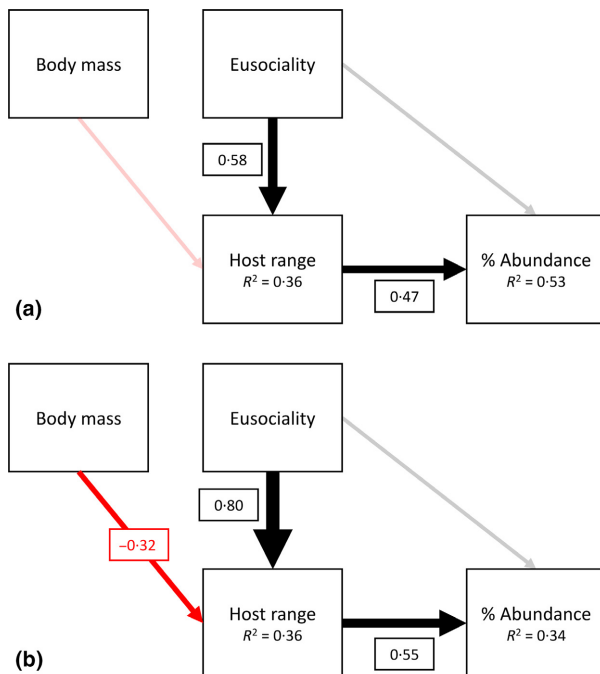 Body mass
Eusociality
0·58
Host range
R² = 0·36
0·47
% Abundance
R² = 0·53
(a)
Body mass
Eusociality
0·80
–0·32
Host range
R² = 0·36
0·55
% Abundance
R² = 0·34
(b)